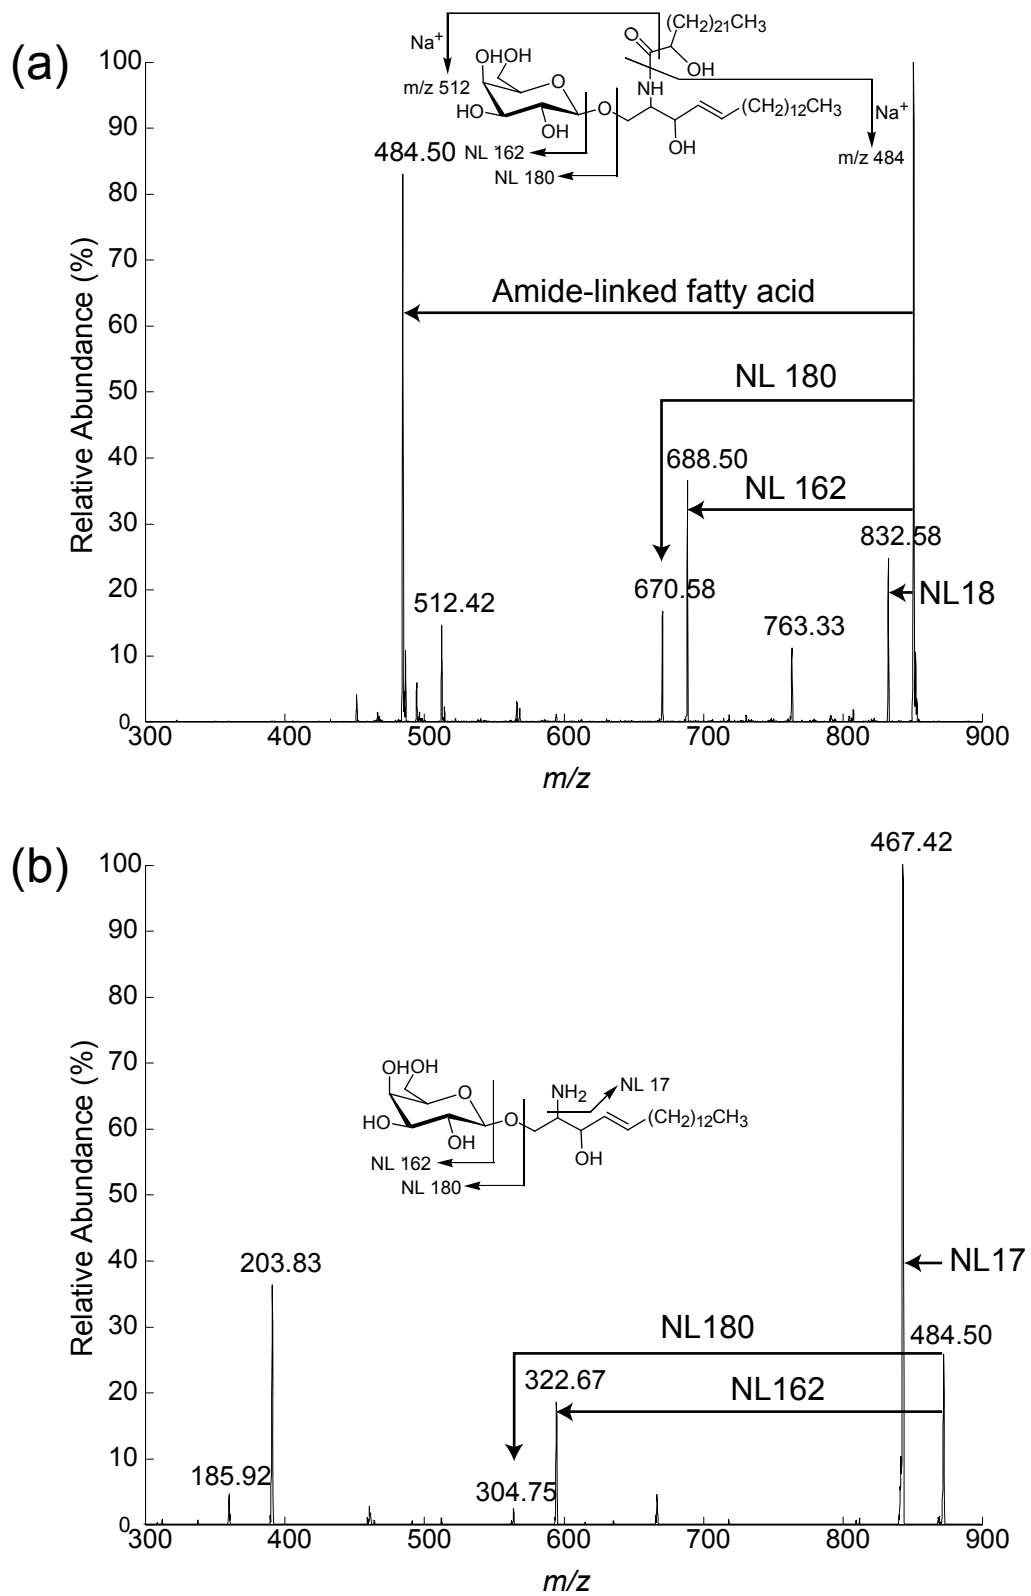 (a)
(CH2)21CH3
Na+
O
OH
m/z 512
OHOH
O
HN
HO
O
(CH2)12CH3
OH
OH
Na+
m/z 484
NL 162
NL 180
484.50
Amide-linked fatty acid
NL 180
688.50
NL 162
832.58
NL18
512.42
670.58
763.33
Relative Abundance (%)
100
90
80
70
60
50
40
30
20
10
0
300 400 500 600 700 800 900
m/z
(b)
467.42
OHOH
O
NH2
NL 17
HO
O
(CH2)12CH3
OH
OH
NL 162
NL 180
203.83
NL17
NL180
484.50
322.67
NL162
185.92
304.75
Relative Abundance (%)
100
90
80
70
60
50
40
30
20
10
0
300 400 500 600 700 800 900
m/z